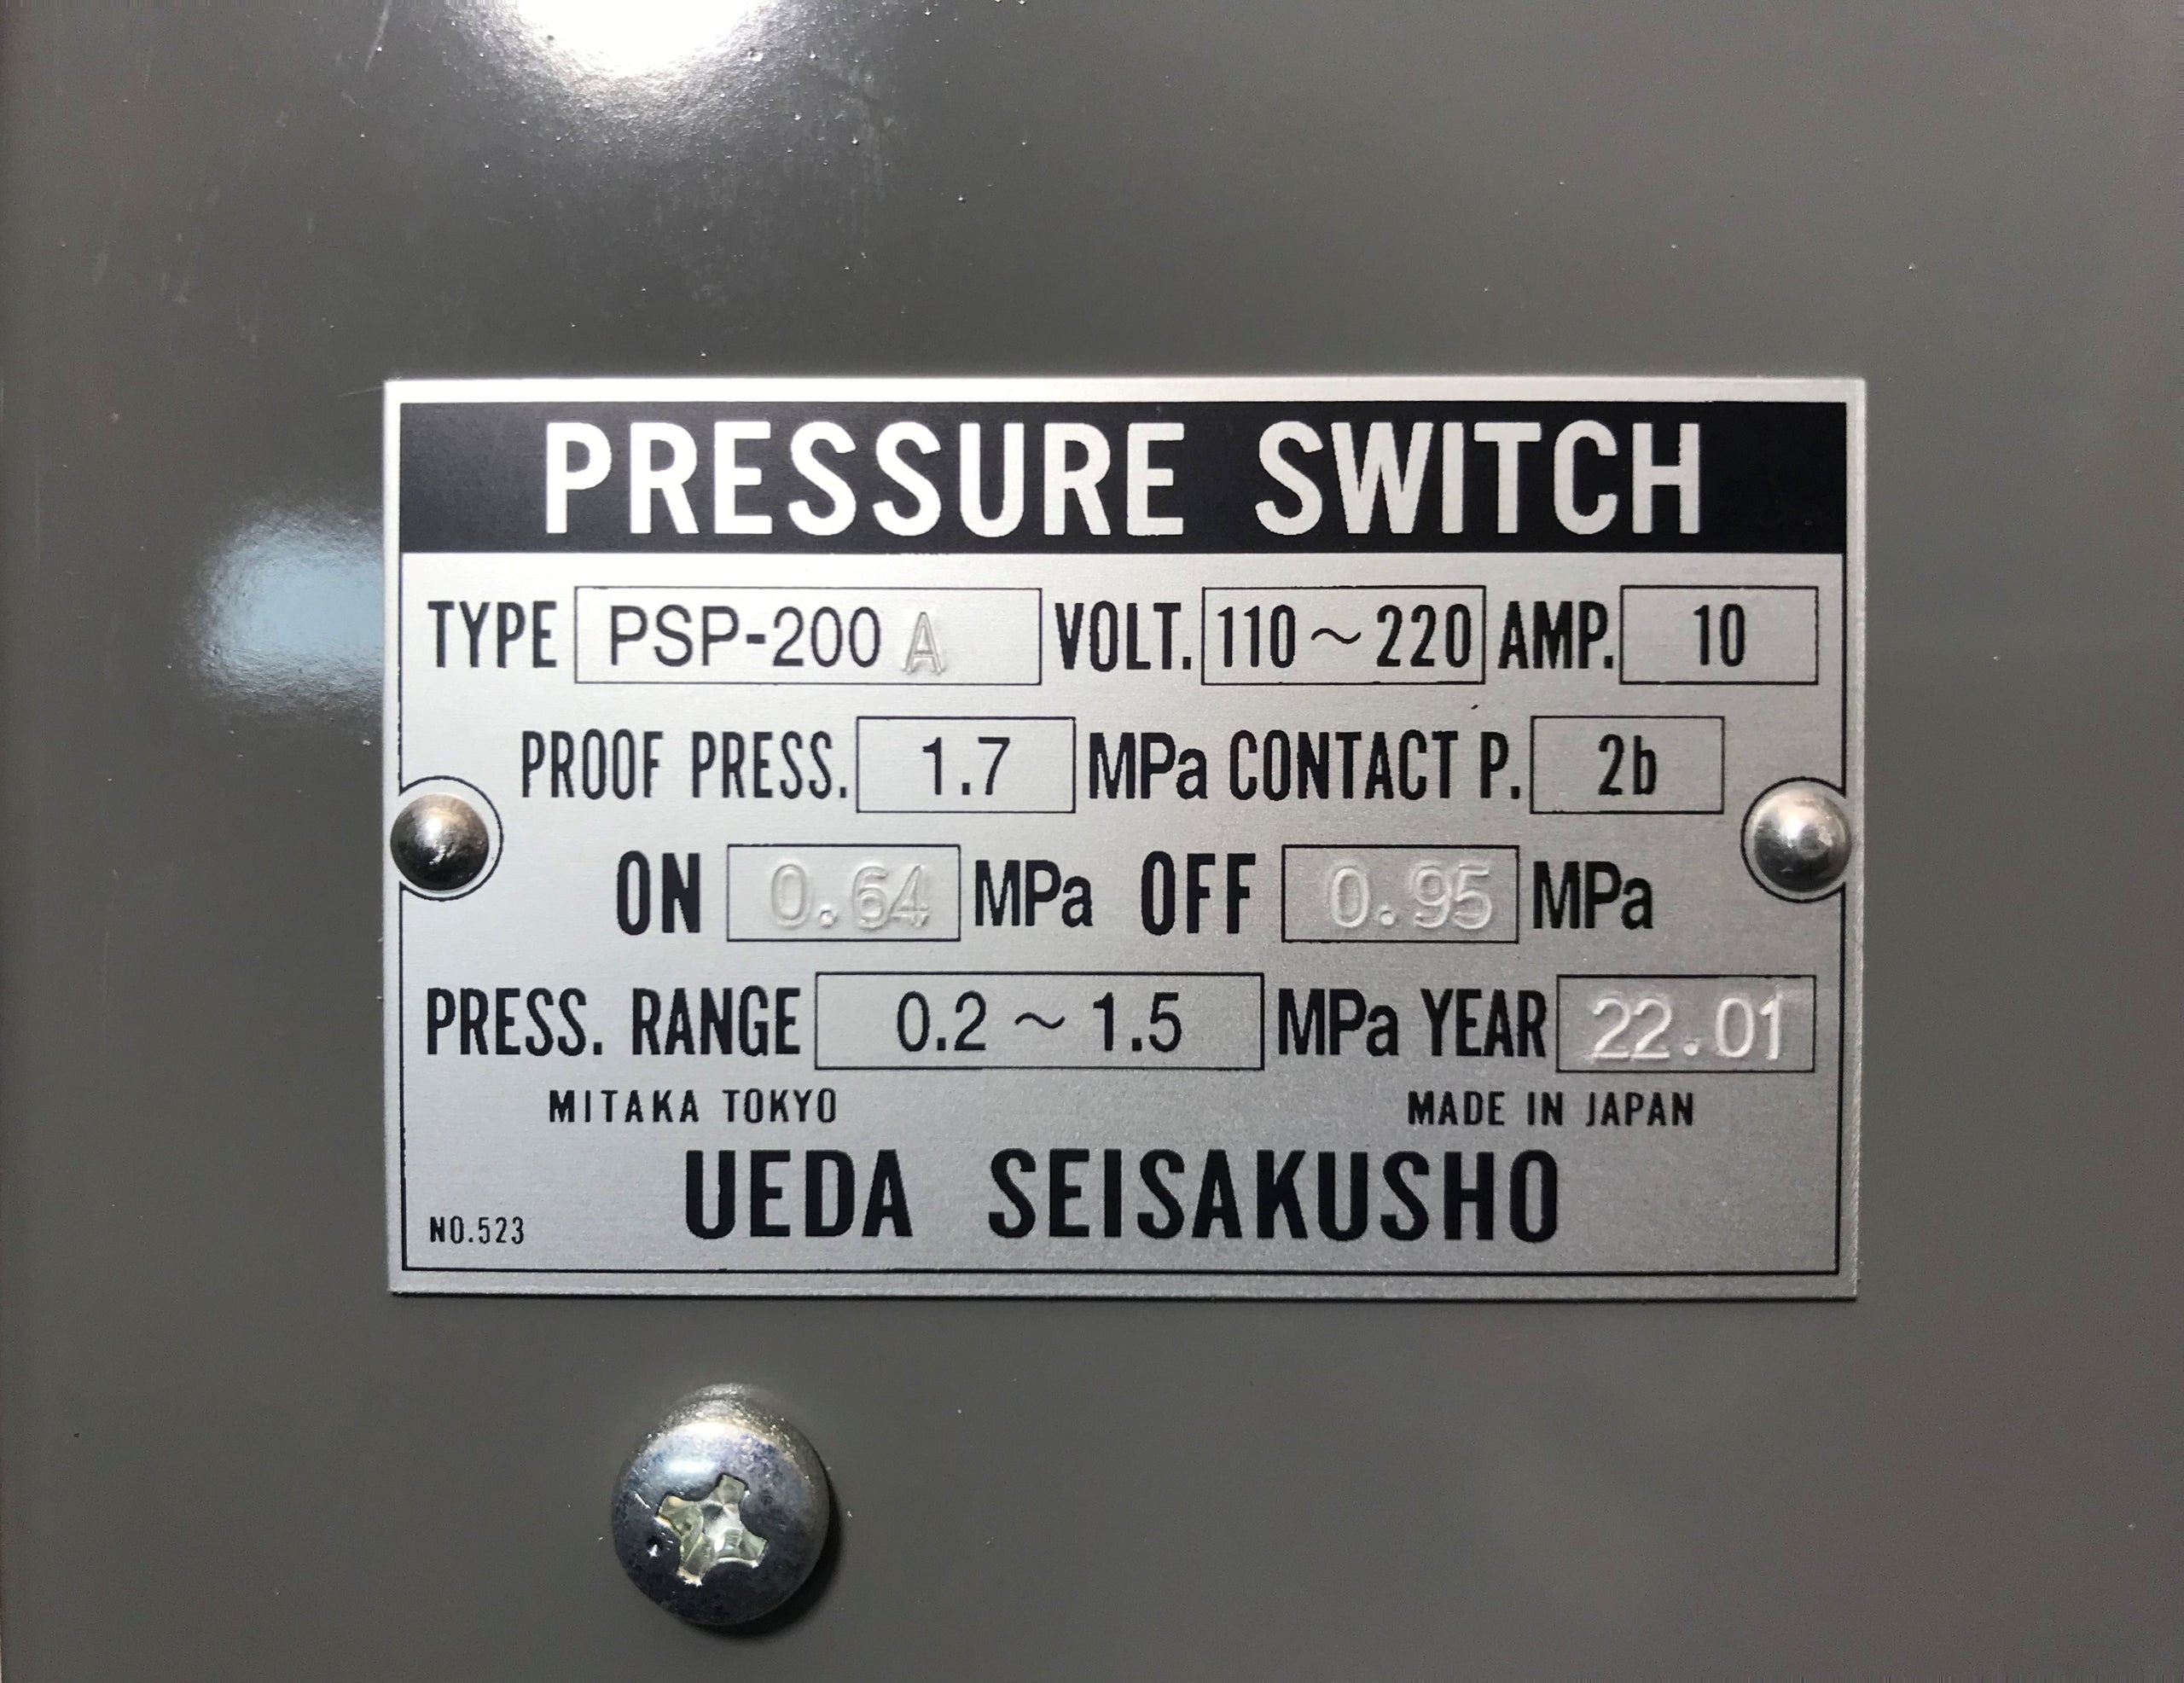 PRESSURE SWITCH
TYPE PSP-200 A VOLT. 110～220 AMP. 10
PROOF PRESS. 1.7 MPa CONTACT P. 2b
ON 0.64 MPa OFF 0.95 MPa
PRESS. RANGE 0.2 ～ 1.5 MPa YEAR 22.01
MITAKA TOKYO MADE IN JAPAN
UEDA SEISAKUSHO
NO.523